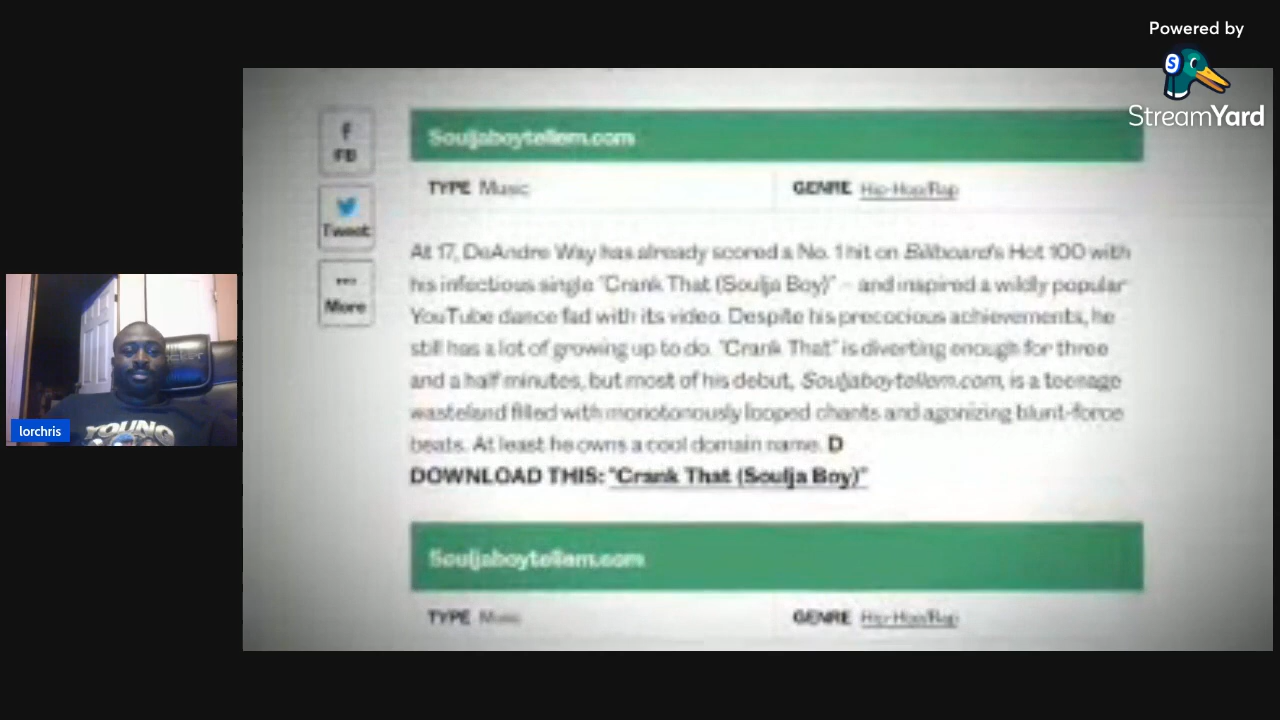 Powered by
StreamYard
Souljaboytellem.com
f
FB
TYPE Music
GENRE Hip-Hop/Rap
Tweet
At 17, DeAndre Way has already scored a No. 1 hit on Billboard's Hot 100 with
More
his infectious single "Crank That (Soulja Boy)" – and inspired a wildly popular
YouTube dance fad with its video. Despite his precocious achievements, he
still has a lot of growing up to do. "Crank That" is diverting enough for three
and a half minutes, but most of his debut, Souljaboytellem.com, is a teenage
wasteland filled with monotonously looped chants and agonizing blunt-force
beats. At least he owns a cool domain name. D
DOWNLOAD THIS: "Crank That (Soulja Boy)"
lorchris
YOUNG
Souljaboytellem.com
TYPE Music
GENRE Hip-Hop/Rap